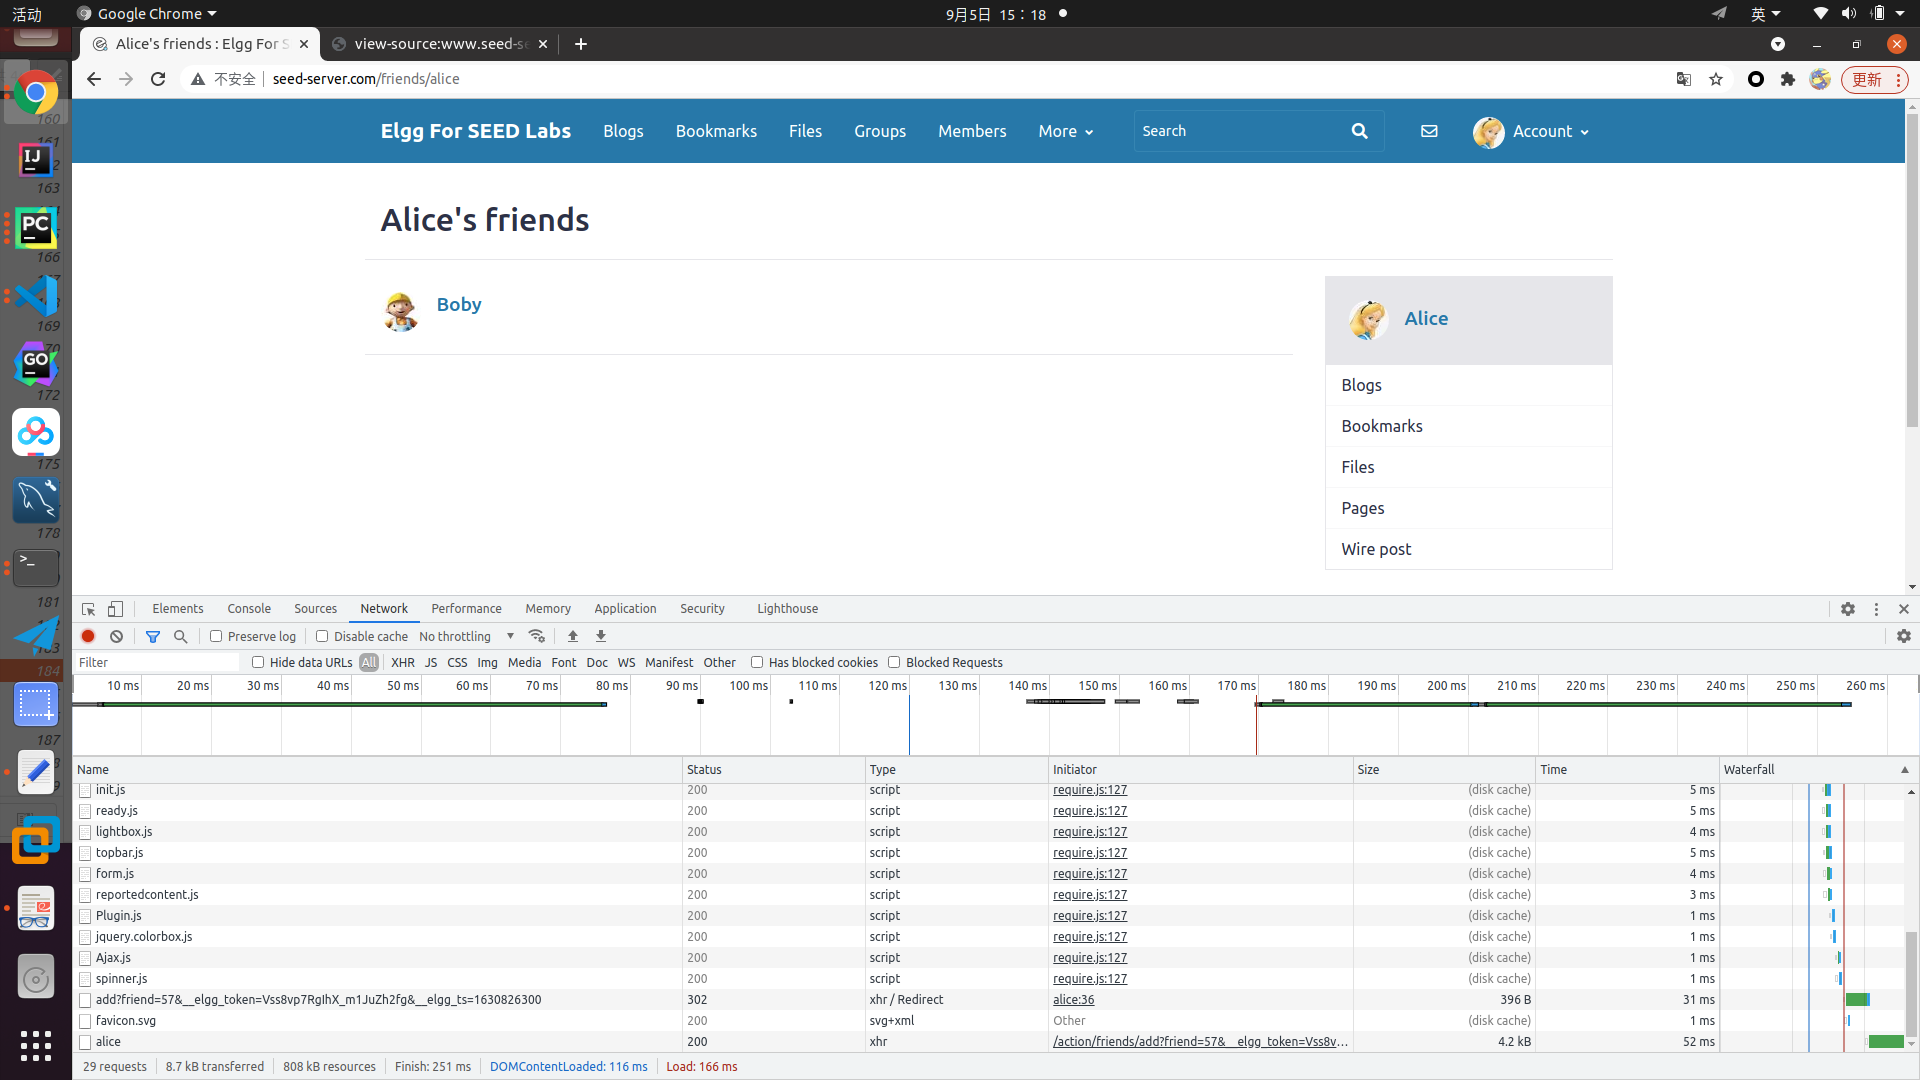 活动 Google Chrome 9月5日 15：18 英
Alice's friends : Elgg For S view-source:www.seed-s
不安全 seed-server.com/friends/alice 更新
Elgg For SEED Labs Blogs Bookmarks Files Groups Members More Search Account
Alice's friends
Boby
Alice
Blogs
Bookmarks
Files
Pages
Wire post
160
161
163
166
169
172
175
178
181
184
187
Elements Console Sources Network Performance Memory Application Security Lighthouse
Preserve log Disable cache No throttling
Filter Hide data URLs All XHR JS CSS Img Media Font Doc WS Manifest Other Has blocked cookies Blocked Requests
10 ms 20 ms 30 ms 40 ms 50 ms 60 ms 70 ms 80 ms 90 ms 100 ms 110 ms 120 ms 130 ms 140 ms 150 ms 160 ms 170 ms 180 ms 190 ms 200 ms 210 ms 220 ms 230 ms 240 ms 250 ms 260 ms
Name Status Type Initiator Size Time Waterfall
init.js 200 script require.js:127 (disk cache) 5 ms
ready.js 200 script require.js:127 (disk cache) 5 ms
lightbox.js 200 script require.js:127 (disk cache) 4 ms
topbar.js 200 script require.js:127 (disk cache) 5 ms
form.js 200 script require.js:127 (disk cache) 4 ms
reportedcontent.js 200 script require.js:127 (disk cache) 3 ms
Plugin.js 200 script require.js:127 (disk cache) 1 ms
jquery.colorbox.js 200 script require.js:127 (disk cache) 1 ms
Ajax.js 200 script require.js:127 (disk cache) 1 ms
spinner.js 200 script require.js:127 (disk cache) 1 ms
add?friend=57&__elgg_token=Vss8vp7RgIhX_m1JuZh2fg&__elgg_ts=1630826300 302 xhr / Redirect alice:36 396 B 31 ms
favicon.svg 200 svg+xml Other (disk cache) 1 ms
alice 200 xhr /action/friends/add?friend=57&__elgg_token=Vss8v… 4.2 kB 52 ms
29 requests 8.7 kB transferred 808 kB resources Finish: 251 ms DOMContentLoaded: 116 ms Load: 166 ms